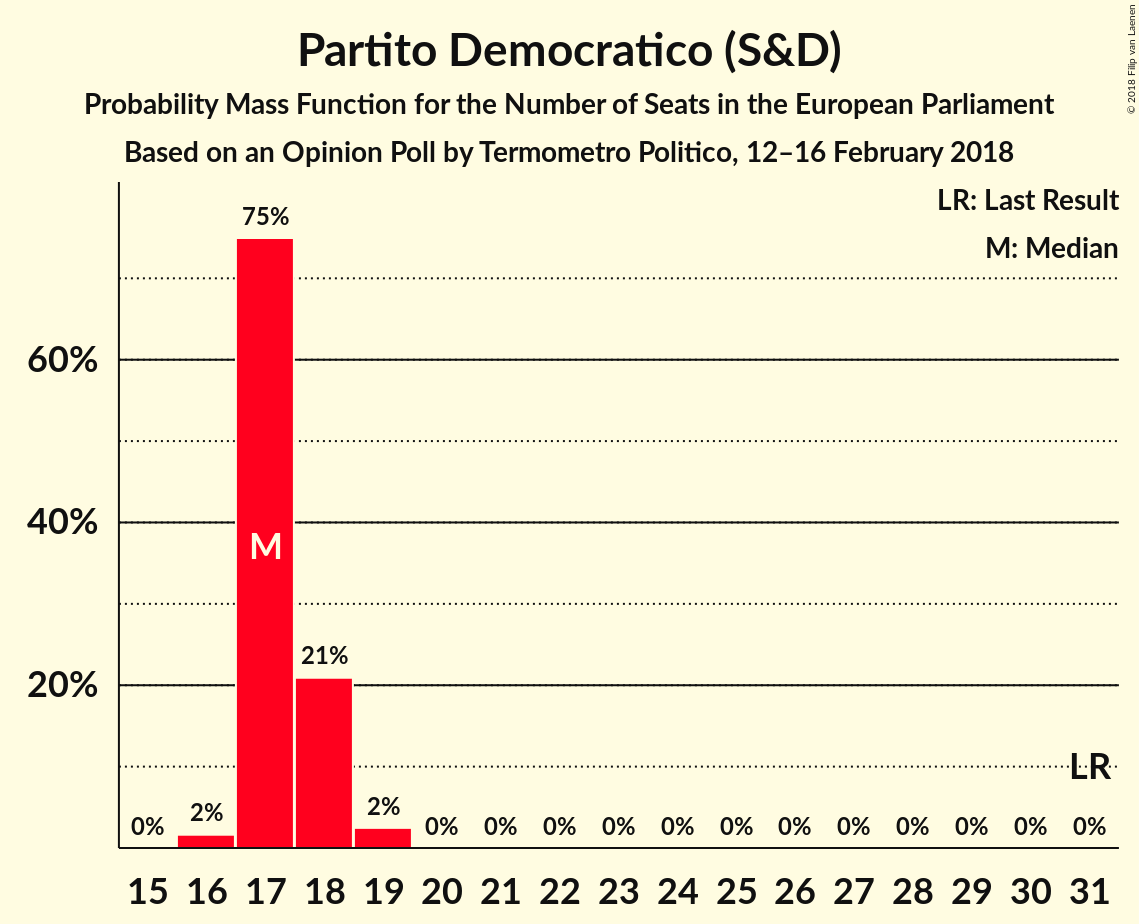 Partito Democratico (S&D)
Probability Mass Function for the Number of Seats in the European Parliament
Based on an Opinion Poll by Termometro Politico, 12–16 February 2018
© 2018 Filip van Laenen
LR: Last Result
M: Median
60%
40%
20%
0%
2%
75%
M
21%
2%
0%
0%
0%
0%
0%
0%
0%
0%
0%
0%
0%
0%
LR
15 16 17 18 19 20 21 22 23 24 25 26 27 28 29 30 31